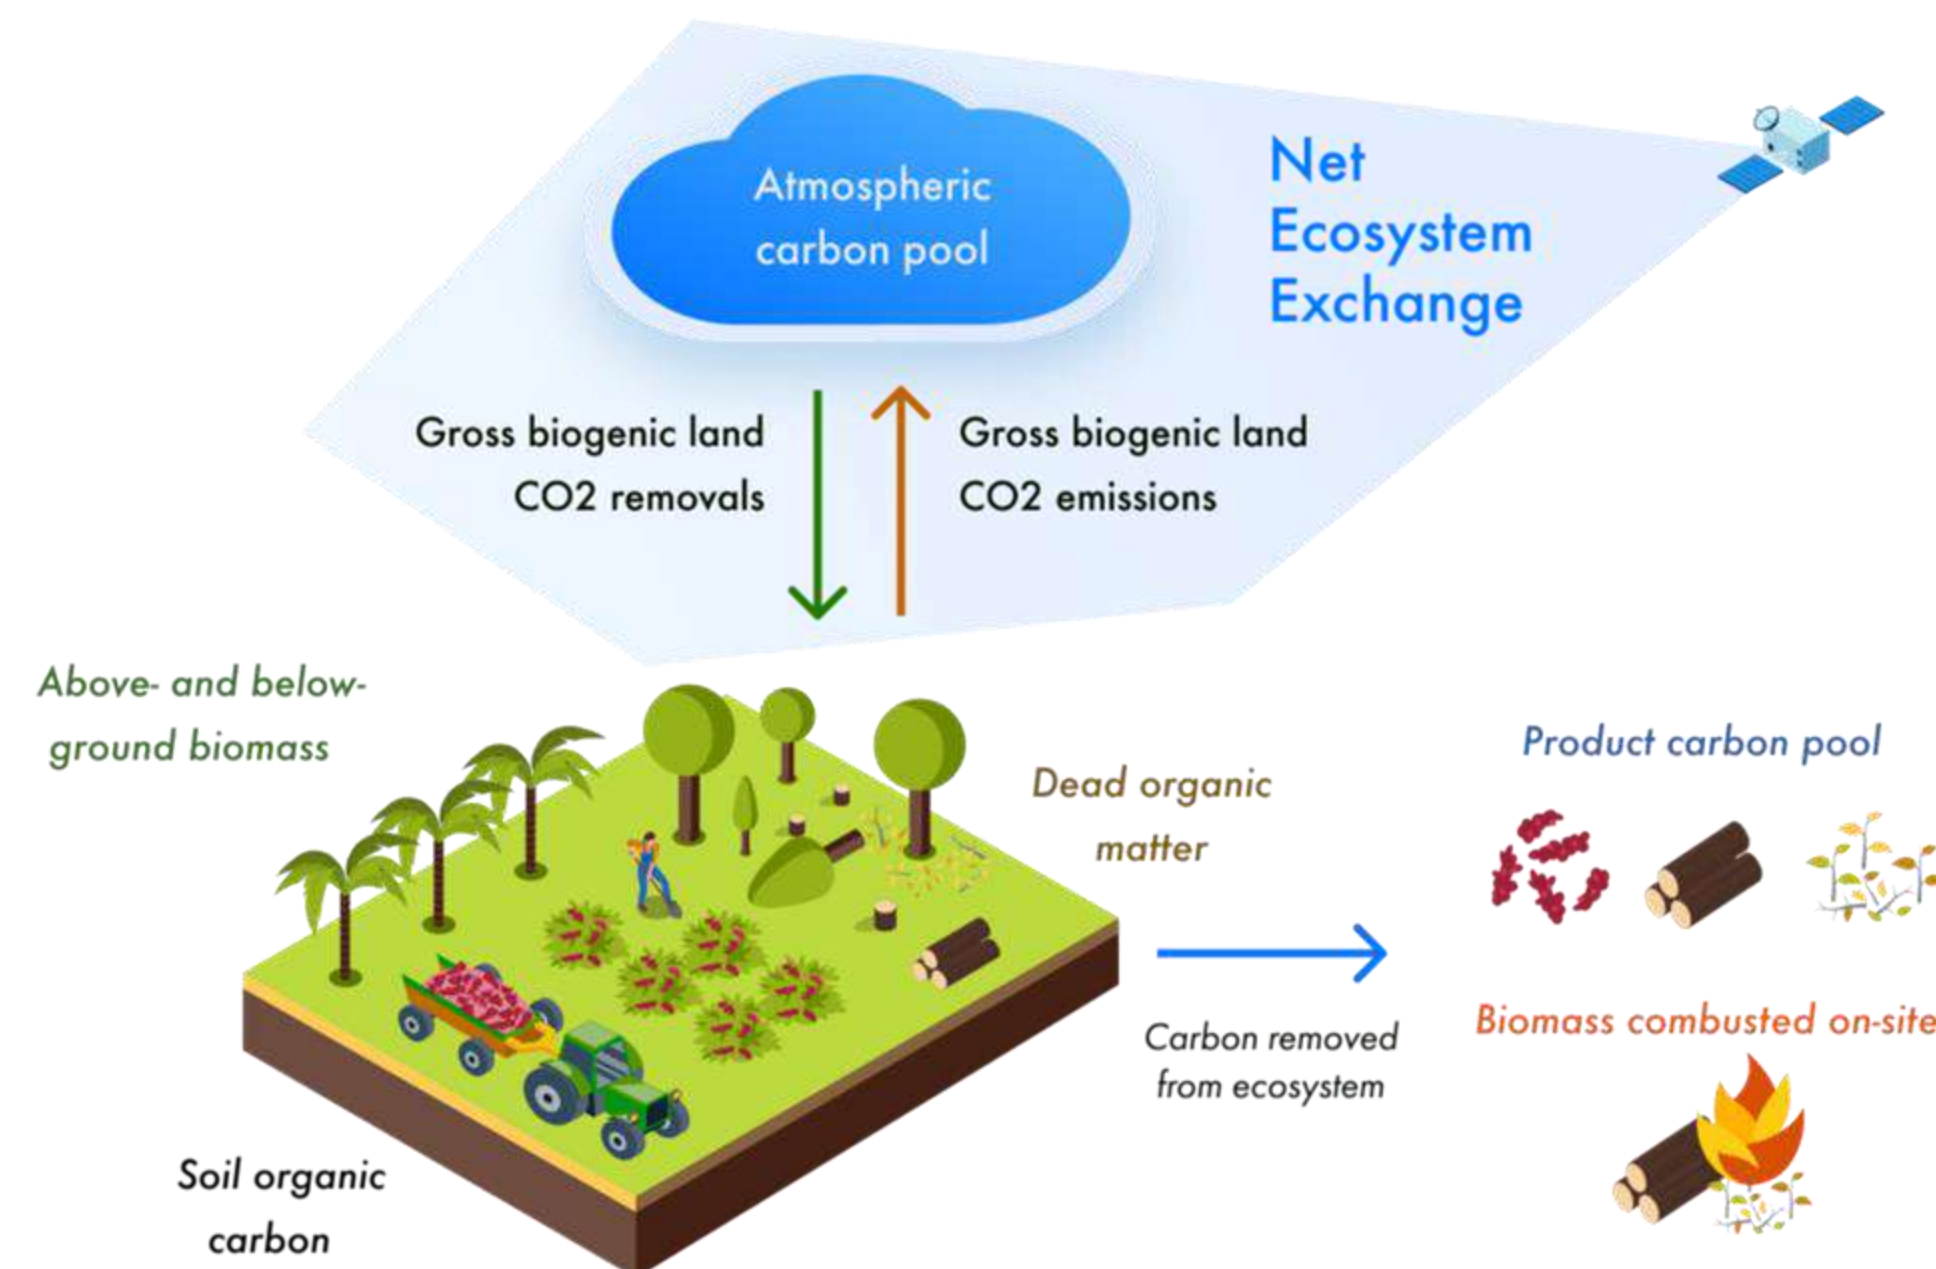 Atmospheric
carbon pool
Net
Ecosystem
Exchange
Gross biogenic land
CO2 removals
Gross biogenic land
CO2 emissions
Above- and below-
ground biomass
Dead organic
matter
Product carbon pool
Carbon removed
from ecosystem
Biomass combusted on-site
Soil organic
carbon